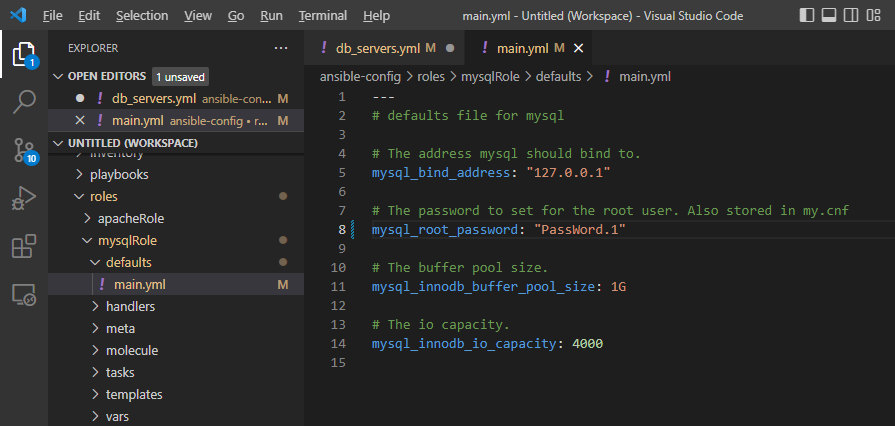 File Edit Selection View Go Run Terminal Help main.yml - Untitled (Workspace) - Visual Studio Code
EXPLORER ...
OPEN EDITORS 1 unsaved
db_servers.yml ansible-con... M
main.yml ansible-config • r... M
UNTITLED (WORKSPACE)
inventory
playbooks
roles
apacheRole
mysqlRole
defaults
main.yml M
handlers
meta
molecule
tasks
templates
vars
1
10
db_servers.yml M
main.yml M
ansible-config > roles > mysqlRole > defaults > ! main.yml
1 ---
2 # defaults file for mysql
3
4 # The address mysql should bind to.
5 mysql_bind_address: "127.0.0.1"
6
7 # The password to set for the root user. Also stored in my.cnf
8 mysql_root_password: "PassWord.1"
9
10 # The buffer pool size.
11 mysql_innodb_buffer_pool_size: 1G
12
13 # The io capacity.
14 mysql_innodb_io_capacity: 4000
15